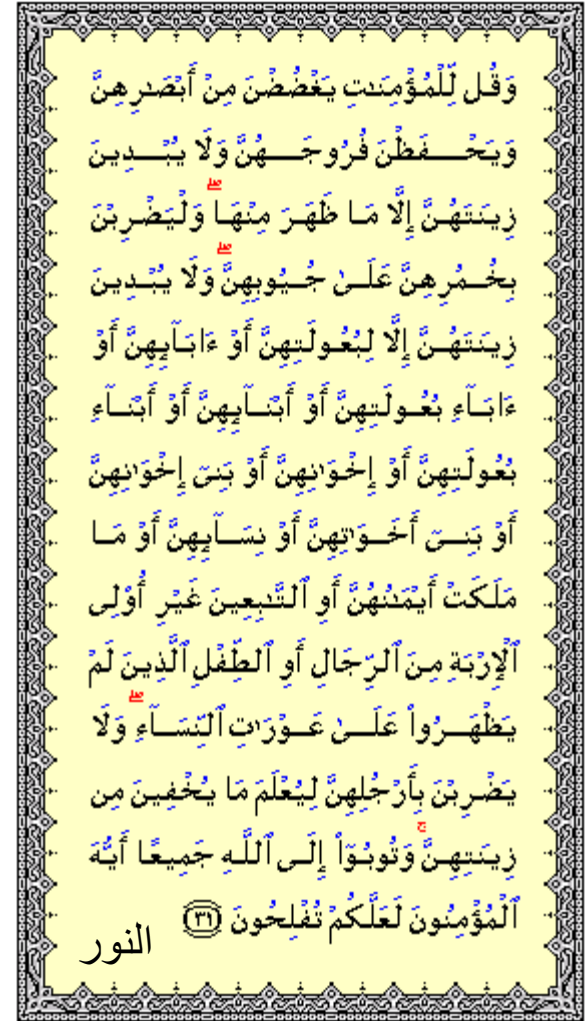 وَقُل لِّلْمُؤْمِنَٰتِ يَغْضُضْنَ مِنْ أَبْصَٰرِهِنَّ
وَيَحْفَظْنَ فُرُوجَهُنَّ وَلَا يُبْدِينَ
زِينَتَهُنَّ إِلَّا مَا ظَهَرَ مِنْهَا ۖ وَلْيَضْرِبْنَ
بِخُمُرِهِنَّ عَلَىٰ جُيُوبِهِنَّ ۖ وَلَا يُبْدِينَ
زِينَتَهُنَّ إِلَّا لِبُعُولَتِهِنَّ أَوْ ءَابَآئِهِنَّ أَوْ
ءَابَآءِ بُعُولَتِهِنَّ أَوْ أَبْنَآئِهِنَّ أَوْ أَبْنَآءِ
بُعُولَتِهِنَّ أَوْ إِخْوَٰنِهِنَّ أَوْ بَنِىٓ إِخْوَٰنِهِنَّ
أَوْ بَنِىٓ أَخَوَٰتِهِنَّ أَوْ نِسَآئِهِنَّ أَوْ مَا
مَلَكَتْ أَيْمَٰنُهُنَّ أَوِ ٱلتَّٰبِعِينَ غَيْرِ أُو۟لِى
ٱلْإِرْبَةِ مِنَ ٱلرِّجَالِ أَوِ ٱلطِّفْلِ ٱلَّذِينَ لَمْ
يَظْهَرُوا۟ عَلَىٰ عَوْرَٰتِ ٱلنِّسَآءِ ۖ وَلَا
يَضْرِبْنَ بِأَرْجُلِهِنَّ لِيُعْلَمَ مَا يُخْفِينَ مِن
زِينَتِهِنَّ ۚ وَتُوبُوٓا۟ إِلَى ٱللَّهِ جَمِيعًا أَيُّهَ
ٱلْمُؤْمِنُونَ لَعَلَّكُمْ تُفْلِحُونَ ٣١ النور